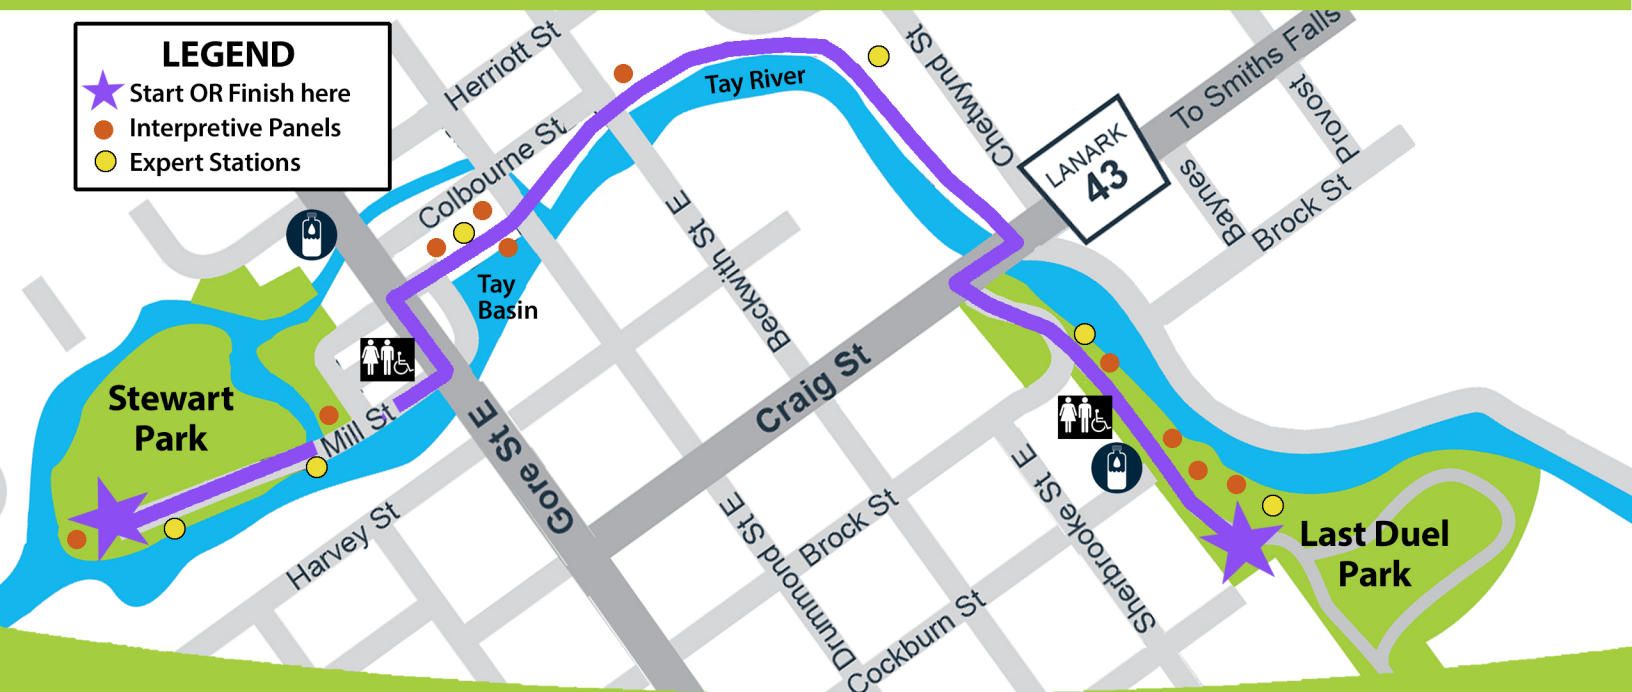 LEGEND
Start OR Finish here
Interpretive Panels
Expert Stations
Herriott St
Colbourne St
Tay River
Chetwynd St
To Smiths Falls
Provost
LANARK
43
Baynes
Brock St
Beckwith St E
Tay
Basin
Stewart
Park
Mill St
Gore St E
Craig St
Harvey St
Drummond St E
Brock St
Sherbrooke St E
Cockburn St
Last Duel
Park